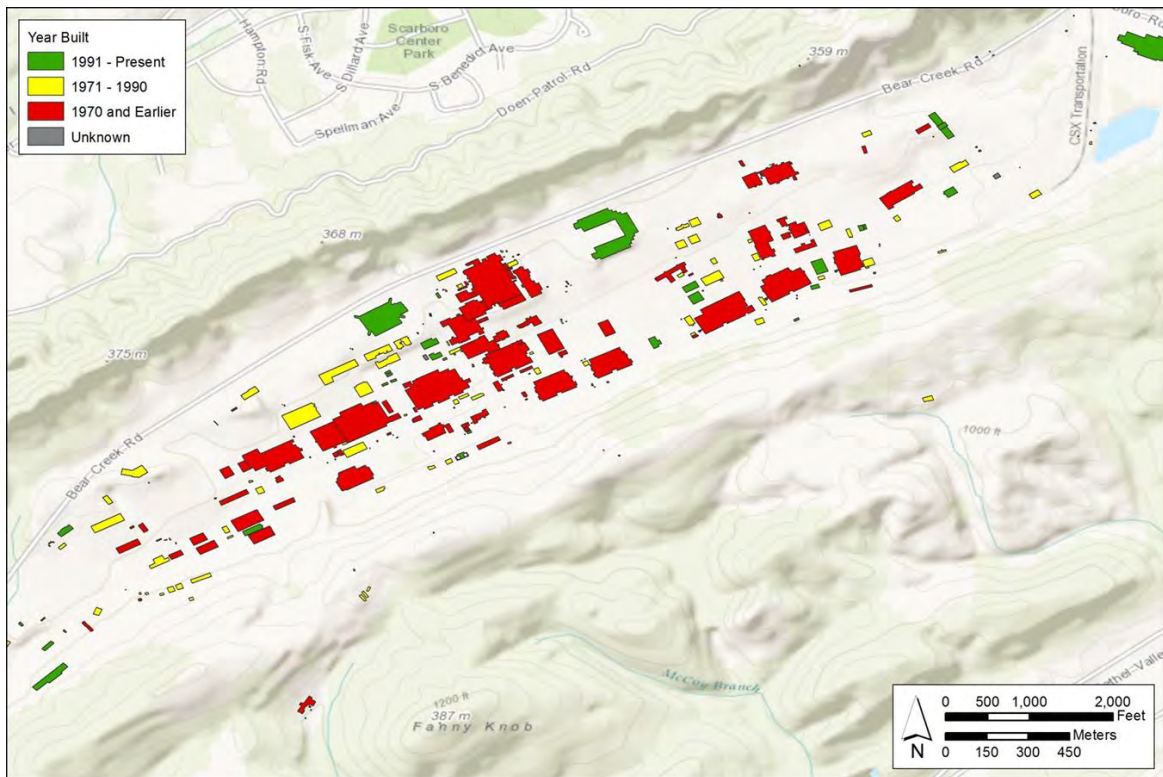 Year Built
1991 - Present
1971 - 1990
1970 and Earlier
Unknown
Hampton Rd
S Fisk Ave
S Dillard Ave
Scarboro
Center
Park
S Benedict Ave
Spellman Ave
Doen-Patrol-Rd
359 m
Bear-Creek-Rd
CSX Transportation
368 m
375 m
Bear-Creek-Rd
1000 ft
McCoy Branch
1200 ft
387 m
Fanny Knob
0 500 1,000 2,000
Feet
Meters
0 150 300 450
N